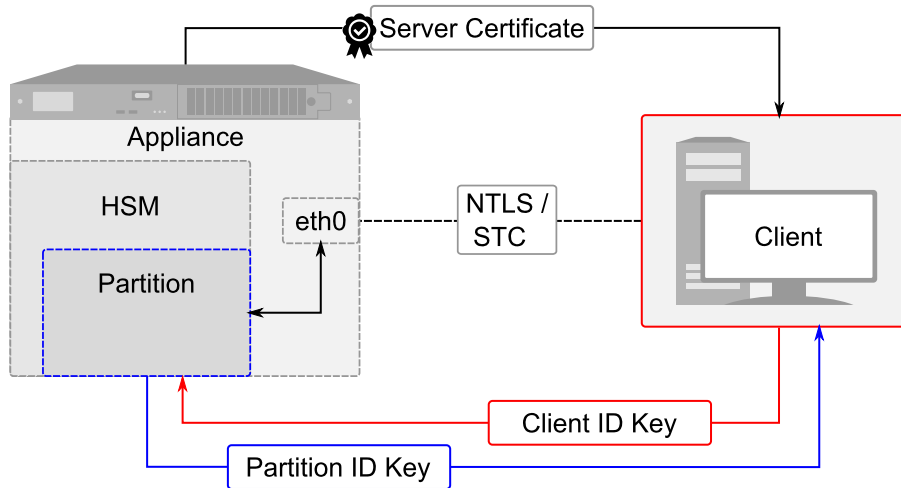 Server Certificate
Appliance
HSM
eth0
NTLS /
STC
Client
Partition
Client ID Key
Partition ID Key